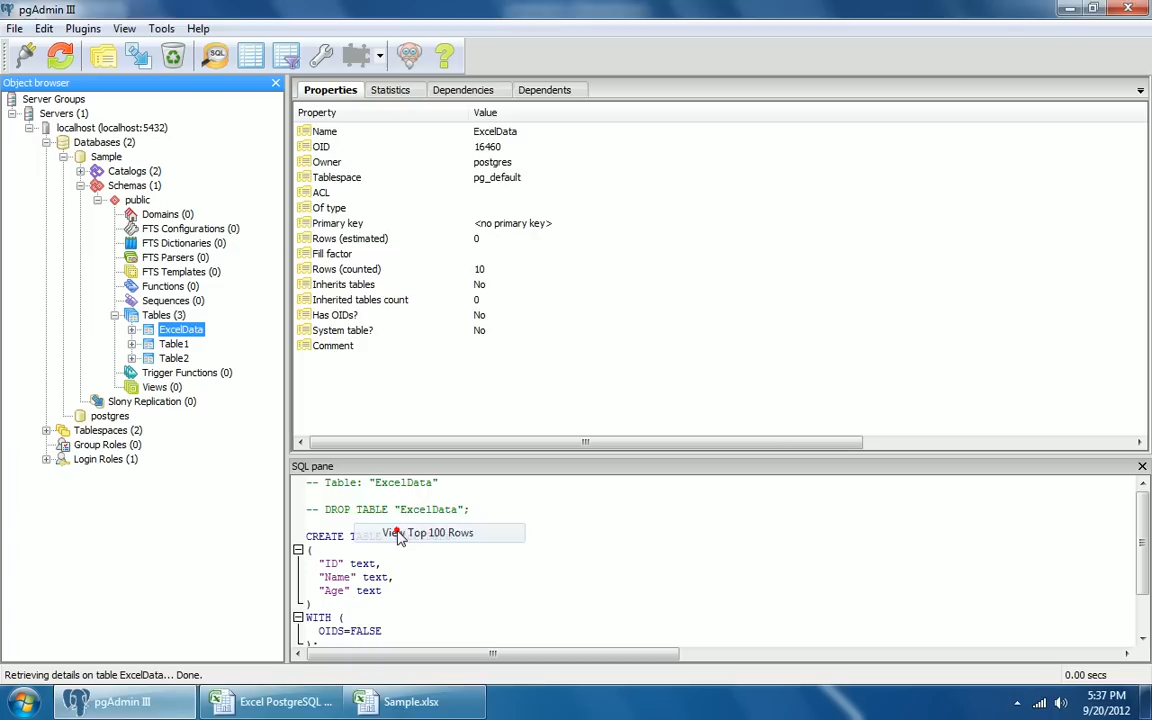 pgAdmin III
File Edit Plugins View Tools Help
SQL
Object browser
Server Groups
Servers (1)
localhost (localhost:5432)
Databases (2)
Sample
Catalogs (2)
Schemas (1)
public
Domains (0)
FTS Configurations (0)
FTS Dictionaries (0)
FTS Parsers (0)
FTS Templates (0)
Functions (0)
Sequences (0)
Tables (3)
ExcelData
Table1
Table2
Trigger Functions (0)
Views (0)
Slony Replication (0)
postgres
Tablespaces (2)
Group Roles (0)
Login Roles (1)
Properties Statistics Dependencies Dependents
Property Value
Name ExcelData
OID 16460
Owner postgres
Tablespace pg_default
ACL
Of type
Primary key <no primary key>
Rows (estimated) 0
Fill factor
Rows (counted) 10
Inherits tables No
Inherited tables count 0
Has OIDs? No
System table? No
Comment
SQL pane
-- Table: "ExcelData"
-- DROP TABLE "ExcelData";
View Top 100 Rows
CREATE
(
"ID" text,
"Name" text,
"Age" text
)
WITH (
OIDS=FALSE
);
Retrieving details on table ExcelData... Done. 0.00 secs
pgAdmin III Excel PostgreSQL ... Sample.xlsx
5:37 PM
9/20/2012